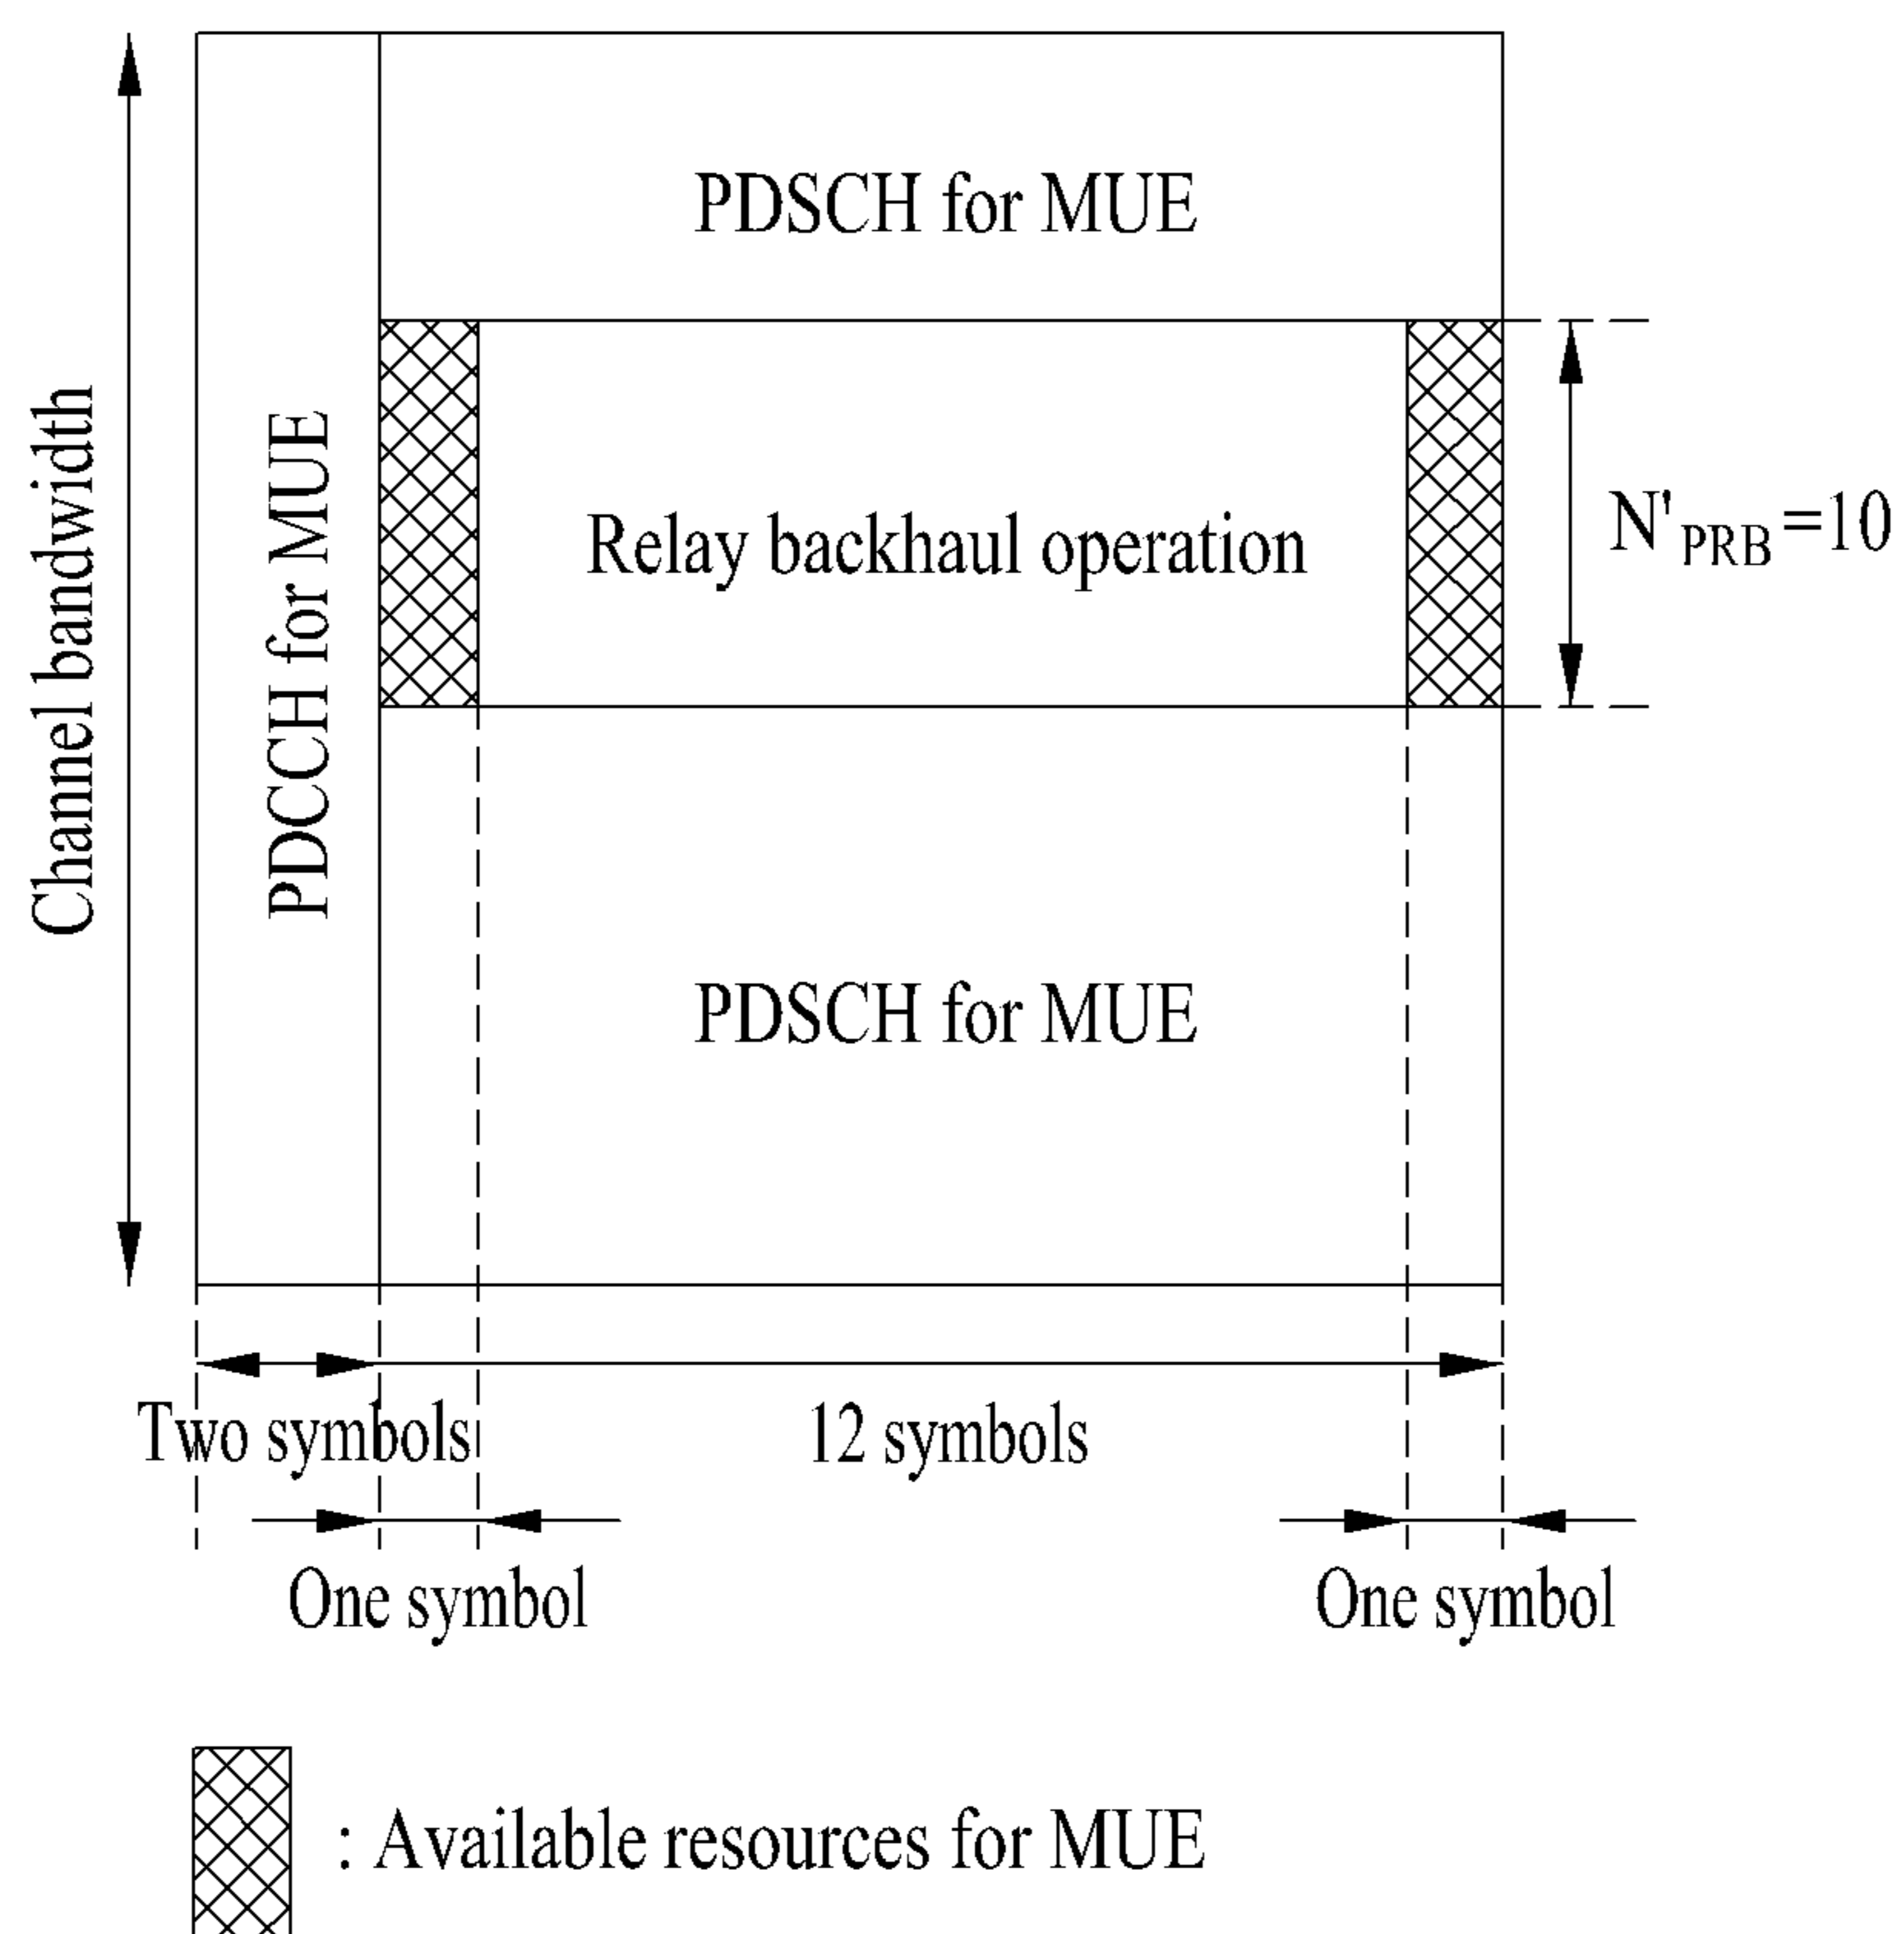 Channel bandwidth
PDCCH for MUE
PDSCH for MUE
Relay backhaul operation
N'PRB=10
PDSCH for MUE
Two symbols
12 symbols
One symbol
One symbol
: Available resources for MUE